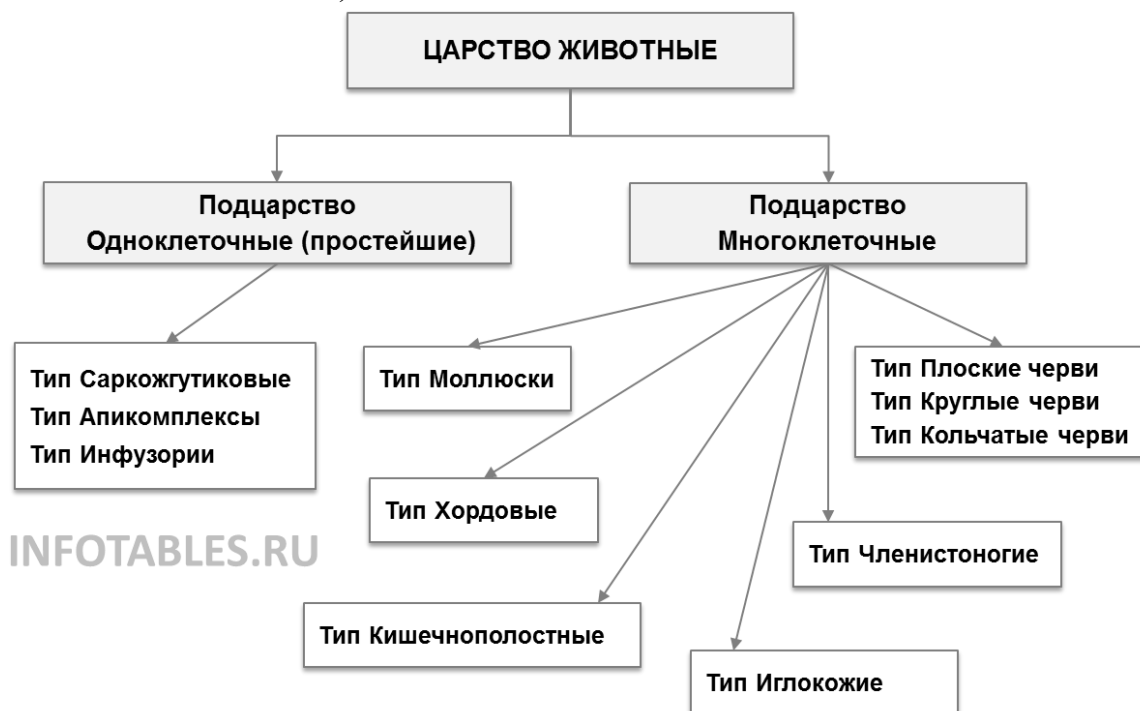 ЦАРСТВО ЖИВОТНЫЕ
Подцарство
Одноклеточные (простейшие)
Подцарство
Многоклеточные
Тип Саркожгутиковые
Тип Апикомплексы
Тип Инфузории
Тип Моллюски
Тип Плоские черви
Тип Круглые черви
Тип Кольчатые черви
Тип Хордовые
INFOTABLES.RU
Тип Членистоногие
Тип Кишечнополостные
Тип Иглокожие